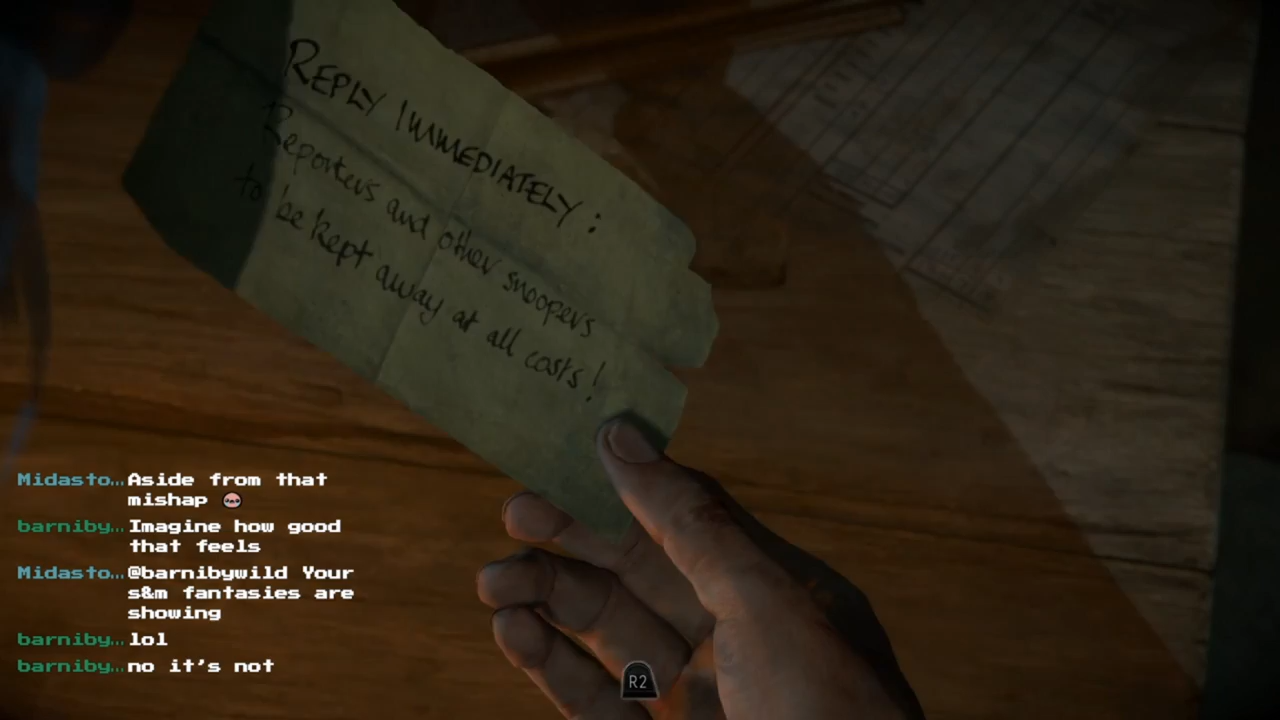 REPLY IMMEDIATELY:
Reporters and other snoopers
to be kept away at all costs!
Midasto...Aside from that
mishap
barniby...Imagine how good
that feels
Midasto...@barnibywild Your
s&m fantasies are
showing
barniby...lol
barniby...no it's not
R2